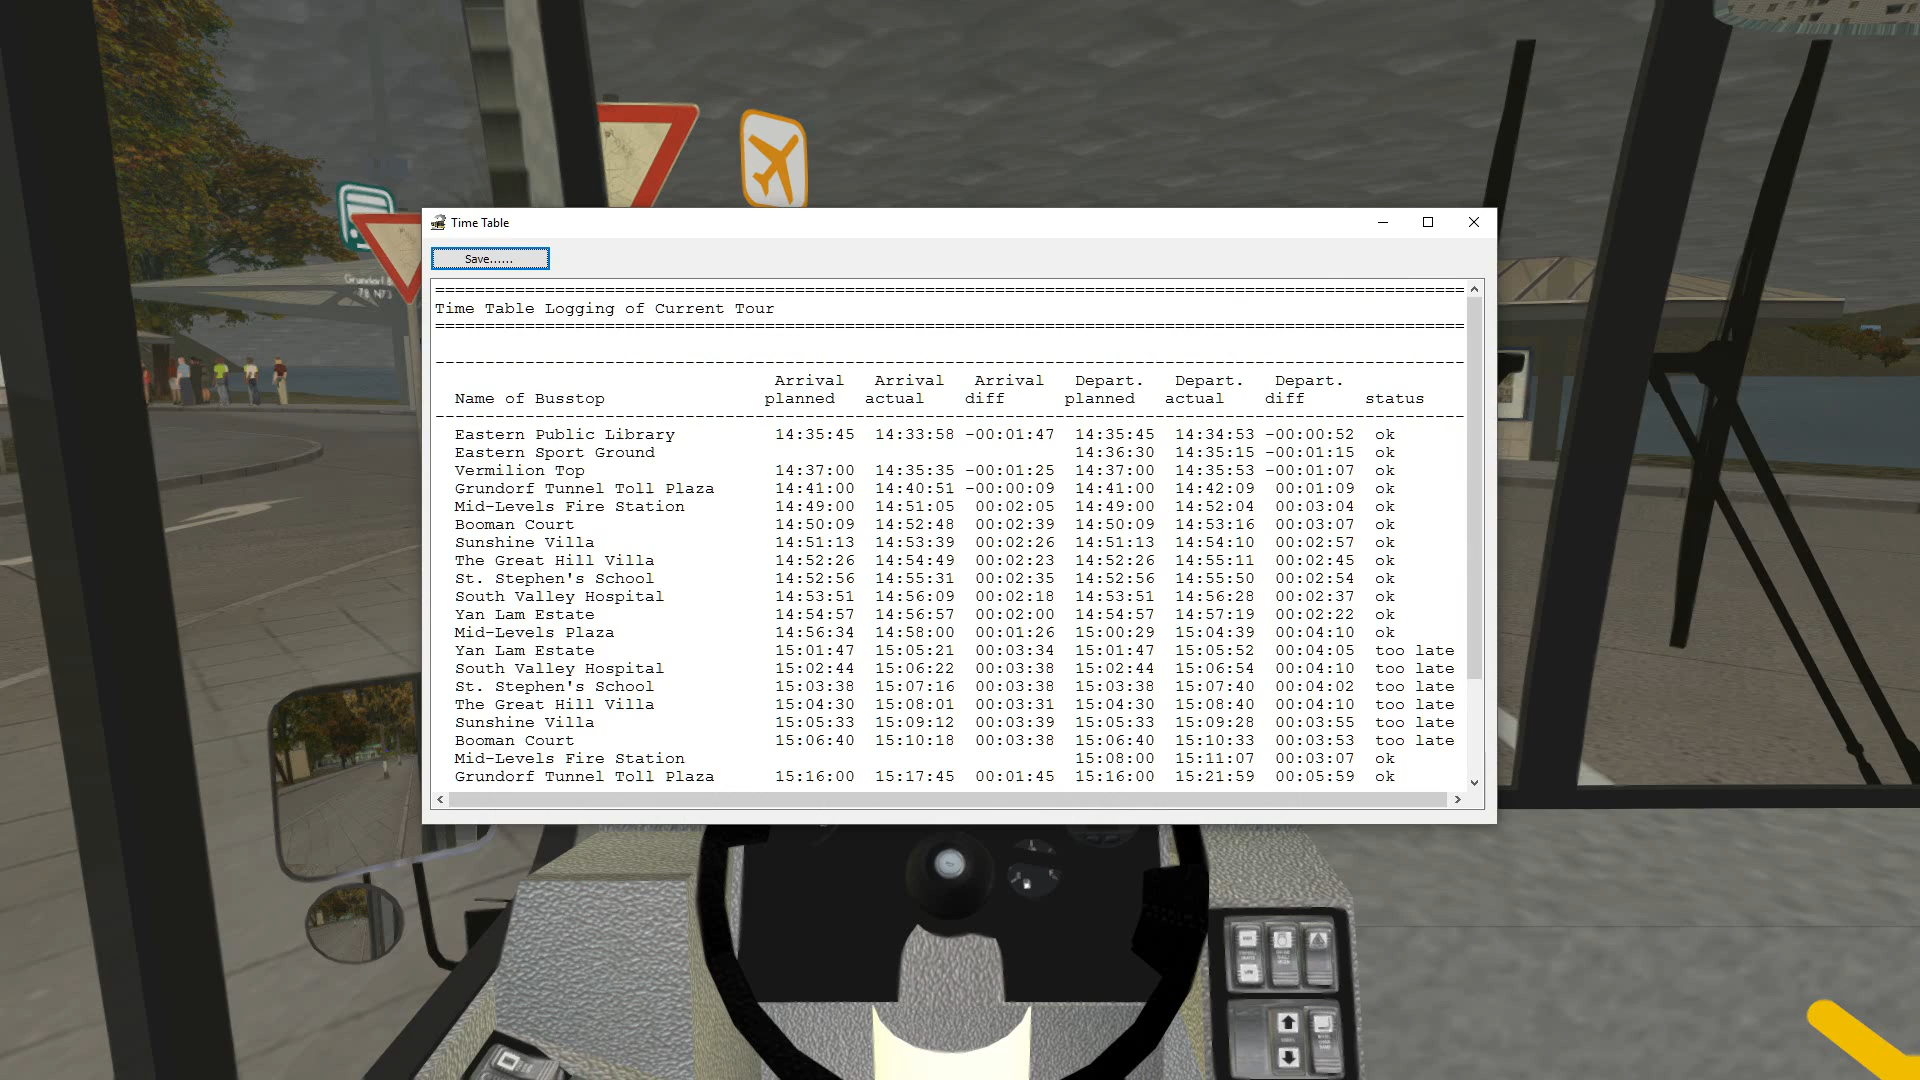 Grundorf
78 N73
Time Table
Save......
Time Table Logging of Current Tour
Arrival Arrival Arrival Depart. Depart. Depart.
Name of Busstop planned actual diff planned actual diff status
Eastern Public Library 14:35:45 14:33:58 -00:01:47 14:35:45 14:34:53 -00:00:52 ok
Eastern Sport Ground 14:36:30 14:35:15 -00:01:15 ok
Vermilion Top 14:37:00 14:35:35 -00:01:25 14:37:00 14:35:53 -00:01:07 ok
Grundorf Tunnel Toll Plaza 14:41:00 14:40:51 -00:00:09 14:41:00 14:42:09 00:01:09 ok
Mid-Levels Fire Station 14:49:00 14:51:05 00:02:05 14:49:00 14:52:04 00:03:04 ok
Booman Court 14:50:09 14:52:48 00:02:39 14:50:09 14:53:16 00:03:07 ok
Sunshine Villa 14:51:13 14:53:39 00:02:26 14:51:13 14:54:10 00:02:57 ok
The Great Hill Villa 14:52:26 14:54:49 00:02:23 14:52:26 14:55:11 00:02:45 ok
St. Stephen's School 14:52:56 14:55:31 00:02:35 14:52:56 14:55:50 00:02:54 ok
South Valley Hospital 14:53:51 14:56:09 00:02:18 14:53:51 14:56:28 00:02:37 ok
Yan Lam Estate 14:54:57 14:56:57 00:02:00 14:54:57 14:57:19 00:02:22 ok
Mid-Levels Plaza 14:56:34 14:58:00 00:01:26 15:00:29 15:04:39 00:04:10 ok
Yan Lam Estate 15:01:47 15:05:21 00:03:34 15:01:47 15:05:52 00:04:05 too late
South Valley Hospital 15:02:44 15:06:22 00:03:38 15:02:44 15:06:54 00:04:10 too late
St. Stephen's School 15:03:38 15:07:16 00:03:38 15:03:38 15:07:40 00:04:02 too late
The Great Hill Villa 15:04:30 15:08:01 00:03:31 15:04:30 15:08:40 00:04:10 too late
Sunshine Villa 15:05:33 15:09:12 00:03:39 15:05:33 15:09:28 00:03:55 too late
Booman Court 15:06:40 15:10:18 00:03:38 15:06:40 15:10:33 00:03:53 too late
Mid-Levels Fire Station 15:08:00 15:11:07 00:03:07 ok
Grundorf Tunnel Toll Plaza 15:16:00 15:17:45 00:01:45 15:16:00 15:21:59 00:05:59 ok